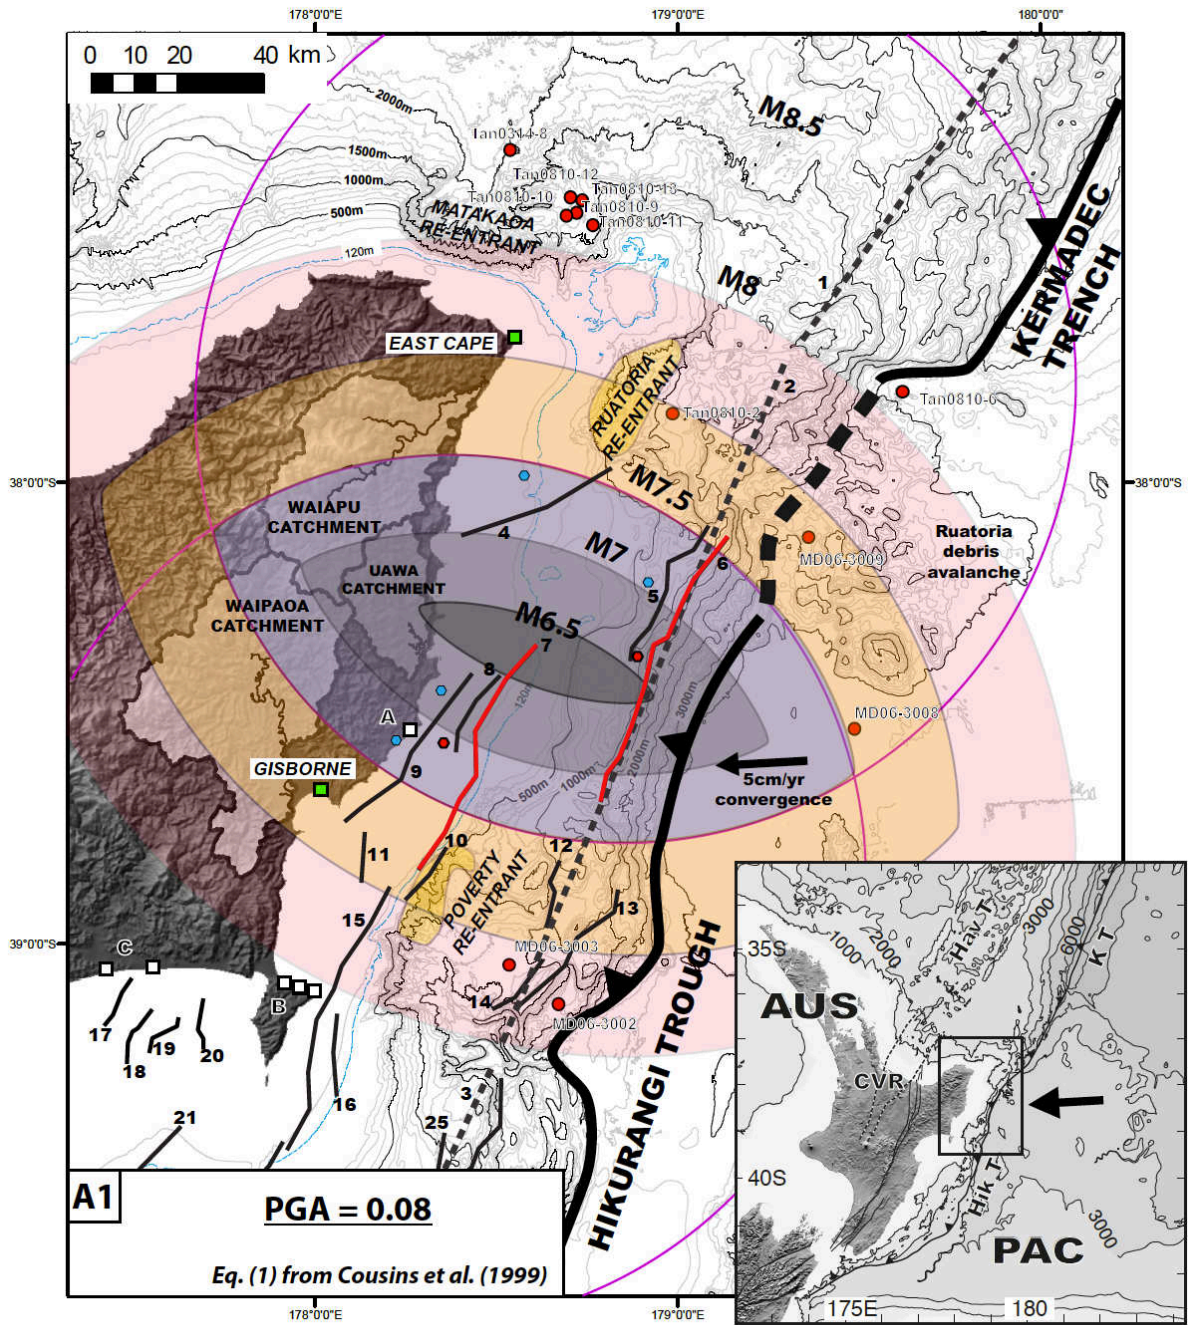 178°0'0"E
179°0'0"E
180°0'0"
0 10 20 40 km
2000m
1500m
1000m
500m
120m
M8.5
Tan0314-8
Tan0810-12
Tan0810-13
Tan0810-10
Tan0810-9
Tan0810-11
MATAKAOA
RE-ENTRANT
M8
1
KERMADEC
TRENCH
EAST CAPE
RUATORIA
RE-ENTRANT
2
Tan0810-2
Tan0810-6
38°0'0"S
38°0'0"S
M7.5
WAIAPU
CATCHMENT
4
M7
Ruatoria
debris
avalanche
MD06-3009
6
5
UAWA
CATCHMENT
WAIPAOA
CATCHMENT
M6.5
7
8
120m
3000m
2000m
1000m
500m
MD06-3008
A
GISBORNE
9
5cm/yr
convergence
10
11
12
13
POVERTY
RE-ENTRANT
15
39°0'0"S
MD06-3003
14
MD06-3002
HIKURANGI TROUGH
C
B
17
18
19
20
16
21
3
25
A1
PGA = 0.08
Eq. (1) from Cousins et al. (1999)
178°0'0"E
179°0'0"E
35S
1000
2000
Hav T
3000
6000
K T
AUS
CVR
40S
Hik T
PAC
3000
175E
180